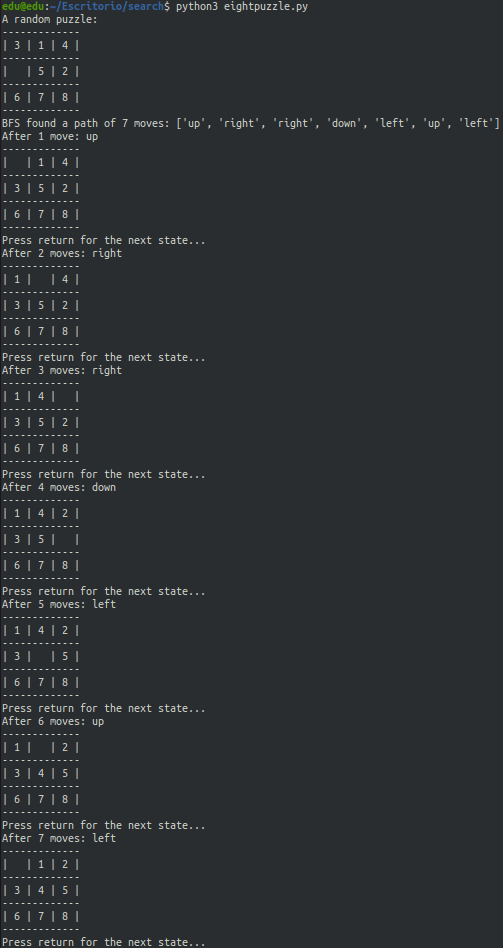 edu@edu:~/Escritorio/search$ python3 eightpuzzle.py
A random puzzle:
-------------
| 3 | 1 | 4 |
-------------
|   | 5 | 2 |
-------------
| 6 | 7 | 8 |
-------------
BFS found a path of 7 moves: ['up', 'right', 'right', 'down', 'left', 'up', 'left']
After 1 move: up
-------------
|   | 1 | 4 |
-------------
| 3 | 5 | 2 |
-------------
| 6 | 7 | 8 |
-------------
Press return for the next state...
After 2 moves: right
-------------
| 1 |   | 4 |
-------------
| 3 | 5 | 2 |
-------------
| 6 | 7 | 8 |
-------------
Press return for the next state...
After 3 moves: right
-------------
| 1 | 4 |   |
-------------
| 3 | 5 | 2 |
-------------
| 6 | 7 | 8 |
-------------
Press return for the next state...
After 4 moves: down
-------------
| 1 | 4 | 2 |
-------------
| 3 | 5 |   |
-------------
| 6 | 7 | 8 |
-------------
Press return for the next state...
After 5 moves: left
-------------
| 1 | 4 | 2 |
-------------
| 3 |   | 5 |
-------------
| 6 | 7 | 8 |
-------------
Press return for the next state...
After 6 moves: up
-------------
| 1 |   | 2 |
-------------
| 3 | 4 | 5 |
-------------
| 6 | 7 | 8 |
-------------
Press return for the next state...
After 7 moves: left
-------------
|   | 1 | 2 |
-------------
| 3 | 4 | 5 |
-------------
| 6 | 7 | 8 |
-------------
Press return for the next state...